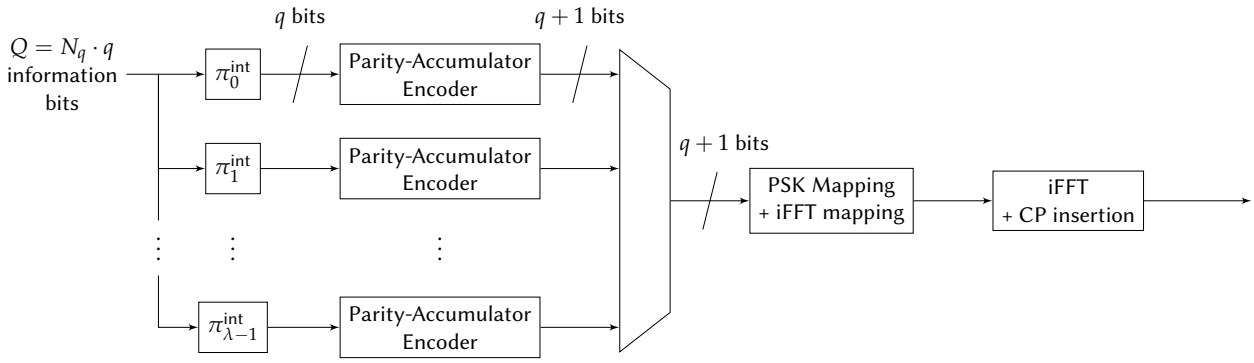 Q = N_q · q
information
bits
q bits
q + 1 bits
π_0^int
Parity-Accumulator
Encoder
π_1^int
Parity-Accumulator
Encoder
⋮ ⋮ ⋮
π_{λ−1}^int
Parity-Accumulator
Encoder
q + 1 bits
PSK Mapping
+ iFFT mapping
iFFT
+ CP insertion